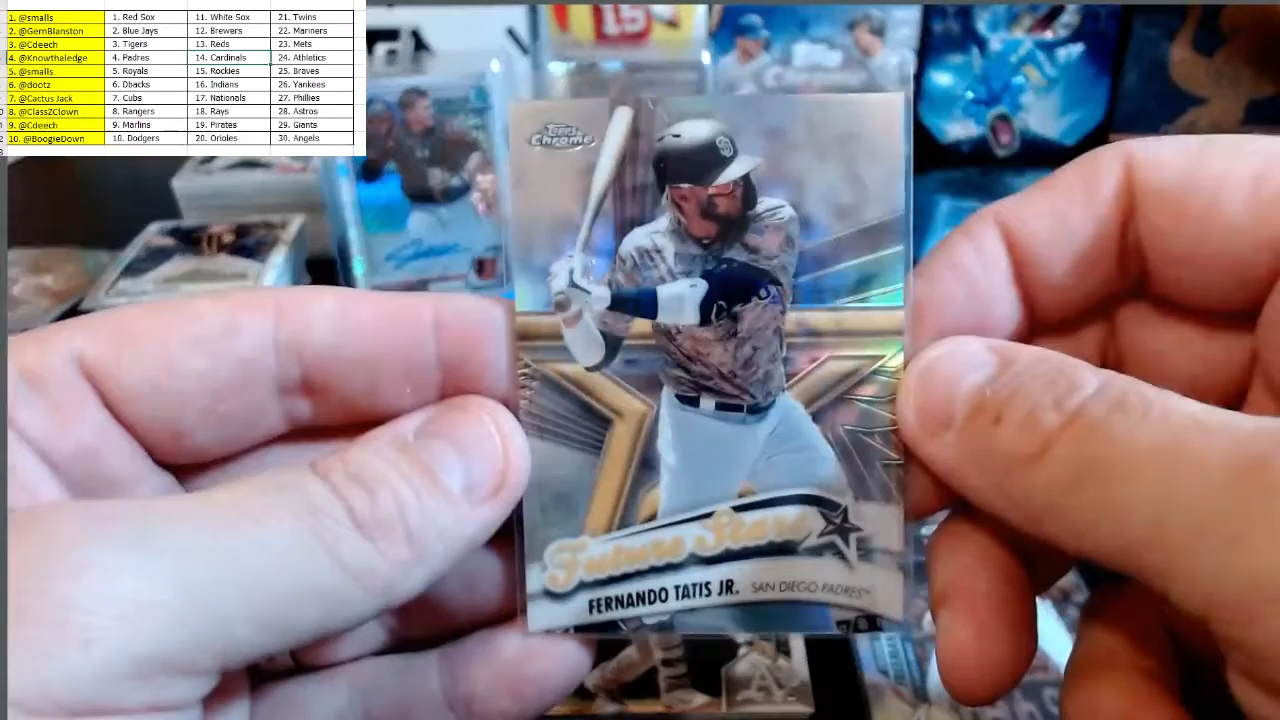 1. @smalls 1. Red Sox 11. White Sox 21. Twins
2. @GernBlanston 2. Blue Jays 12. Brewers 22. Mariners
3. @Cdeech 3. Tigers 13. Reds 23. Mets
4. @Knowthaledge 4. Padres 14. Cardinals 24. Athletics
5. @smalls 5. Royals 15. Rockies 25. Braves
6. @dootz 6. Dbacks 16. Indians 26. Yankees
7. @Cactus Jack 7. Cubs 17. Nationals 27. Phillies
8. @ClassZClown 8. Rangers 18. Rays 28. Astros
9. @Cdeech 9. Marlins 19. Pirates 29. Giants
10. @BoogieDown 10. Dodgers 20. Orioles 30. Angels
15
Topps
Chrome
Future Stars
FERNANDO TATIS JR. SAN DIEGO PADRES™